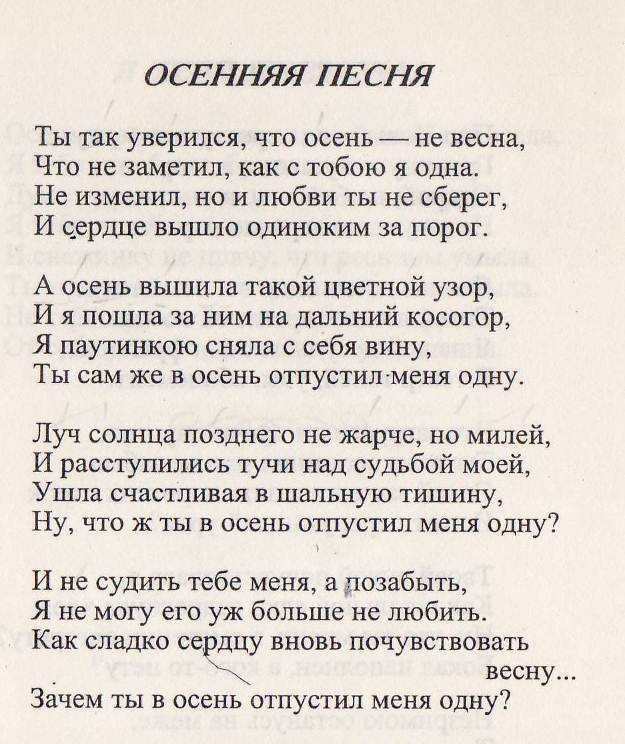 ОСЕННЯЯ ПЕСНЯ
Ты так уверился, что осень — не весна,
Что не заметил, как с тобою я одна.
Не изменил, но и любви ты не сберег,
И сердце вышло одиноким за порог.
А осень вышила такой цветной узор,
И я пошла за ним на дальний косогор,
Я паутинкою сняла с себя вину,
Ты сам же в осень отпустил меня одну.
Луч солнца позднего не жарче, но милей,
И расступились тучи над судьбой моей,
Ушла счастливая в шальную тишину,
Ну, что ж ты в осень отпустил меня одну?
И не судить тебе меня, а позабыть,
Я не могу его уж больше не любить.
Как сладко сердцу вновь почувствовать
весну...
Зачем ты в осень отпустил меня одну?